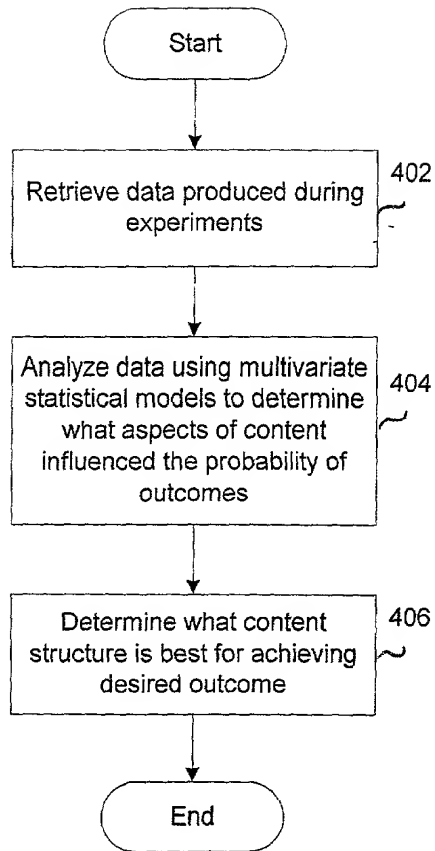 Start
402
Retrieve data produced during
experiments
Analyze data using multivariate
statistical models to determine
what aspects of content
influenced the probability of
outcomes
404
Determine what content
structure is best for achieving
desired outcome
406
End